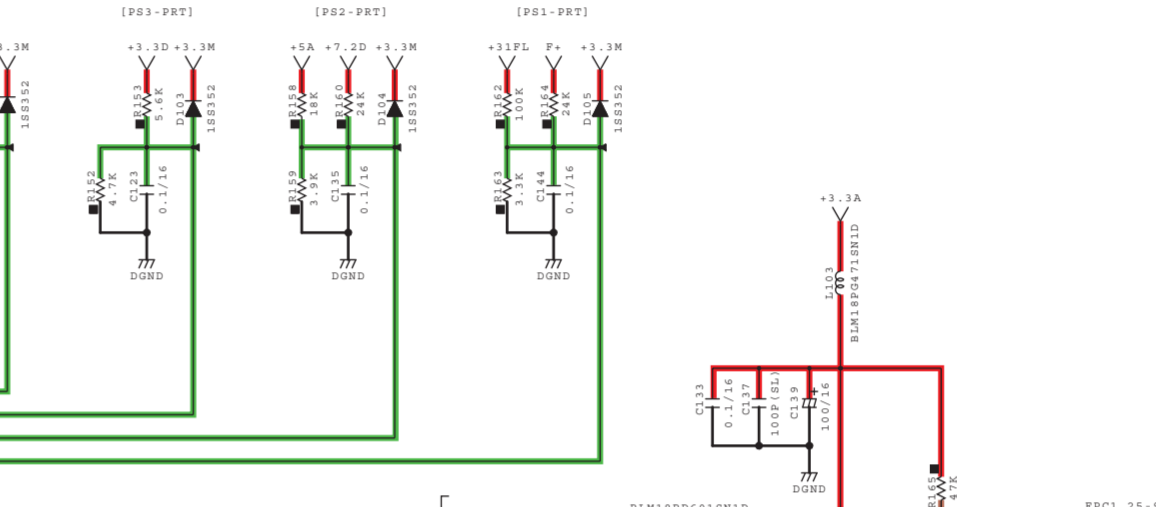 [PS3-PRT] [PS2-PRT] [PS1-PRT]
3.3M +3.3D +3.3M +5A +7.2D +3.3M +31FL F+ +3.3M
1SS352
R153
5.6K
D103
1SS352
R158
18K
R160
24K
D104
1SS352
R162
100K
R164
24K
D105
1SS352
R152
4.7K
C123
0.1/16
R159
3.9K
C135
0.1/16
R163
3.3K
C144
0.1/16
DGND DGND DGND
+3.3A
L103
BLM18PG471SN1D
C133
0.1/16
C137
100P(SL)
C139
+
100/16
DGND
R165
47K